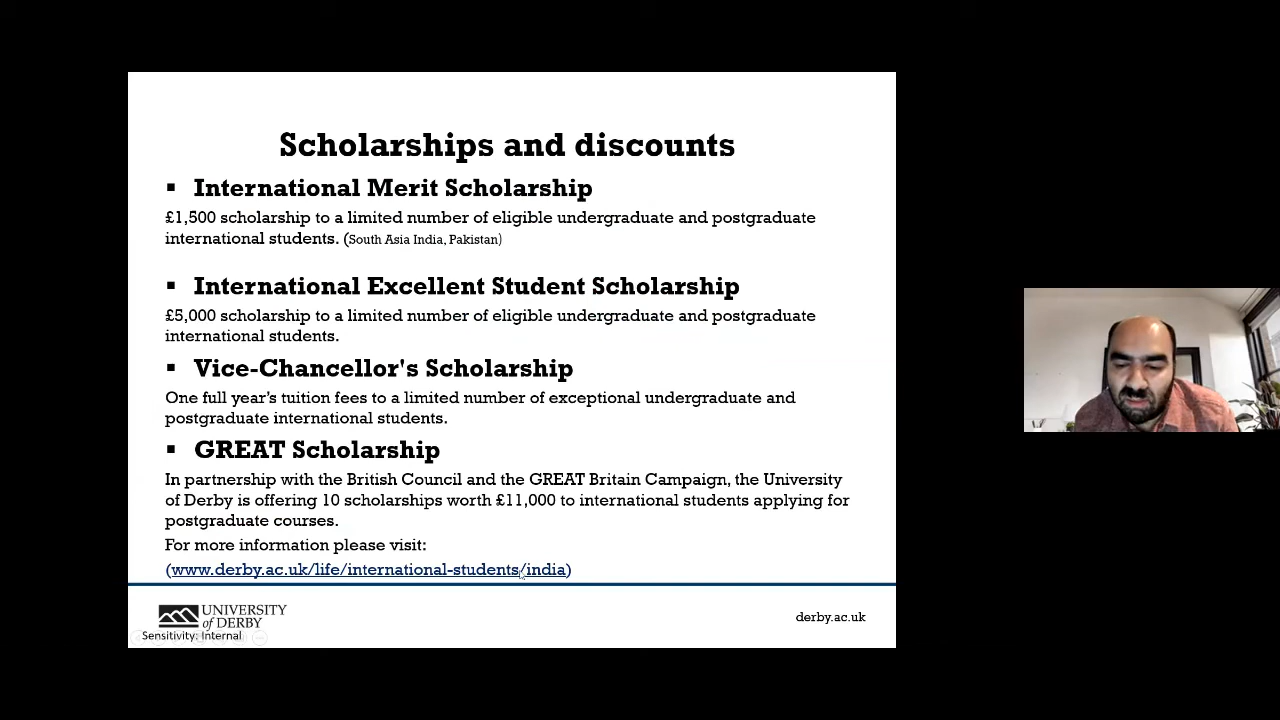 Scholarships and discounts
▪ International Merit Scholarship
£1,500 scholarship to a limited number of eligible undergraduate and postgraduate
international students. (South Asia India, Pakistan)
▪ International Excellent Student Scholarship
£5,000 scholarship to a limited number of eligible undergraduate and postgraduate
international students.
▪ Vice-Chancellor's Scholarship
One full year's tuition fees to a limited number of exceptional undergraduate and
postgraduate international students.
▪ GREAT Scholarship
In partnership with the British Council and the GREAT Britain Campaign, the University
of Derby is offering 10 scholarships worth £11,000 to international students applying for
postgraduate courses.
For more information please visit:
(www.derby.ac.uk/life/international-students/india)
UNIVERSITY
of DERBY
Sensitivity: Internal
derby.ac.uk